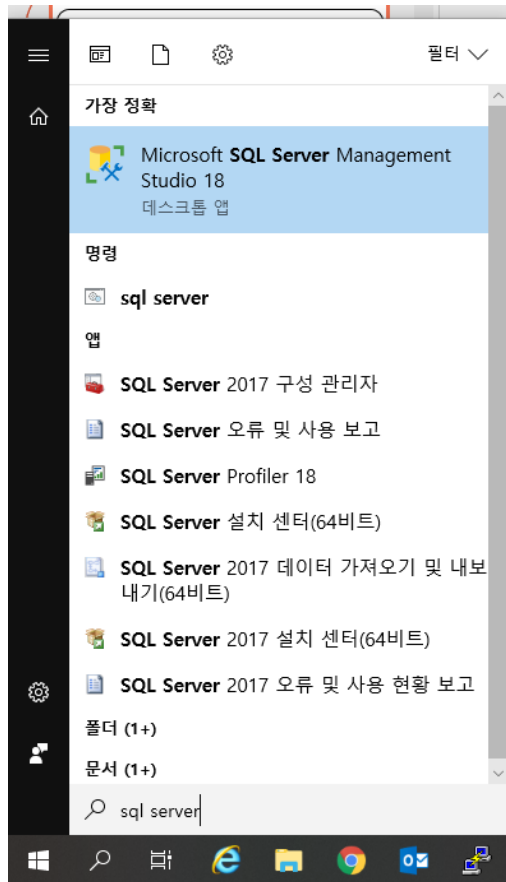 필터
가장 정확
Microsoft SQL Server Management
Studio 18
데스크톱 앱
명령
sql server
앱
SQL Server 2017 구성 관리자
SQL Server 오류 및 사용 보고
SQL Server Profiler 18
SQL Server 설치 센터(64비트)
SQL Server 2017 데이터 가져오기 및 내보
내기(64비트)
SQL Server 2017 설치 센터(64비트)
SQL Server 2017 오류 및 사용 현황 보고
폴더 (1+)
문서 (1+)
sql server